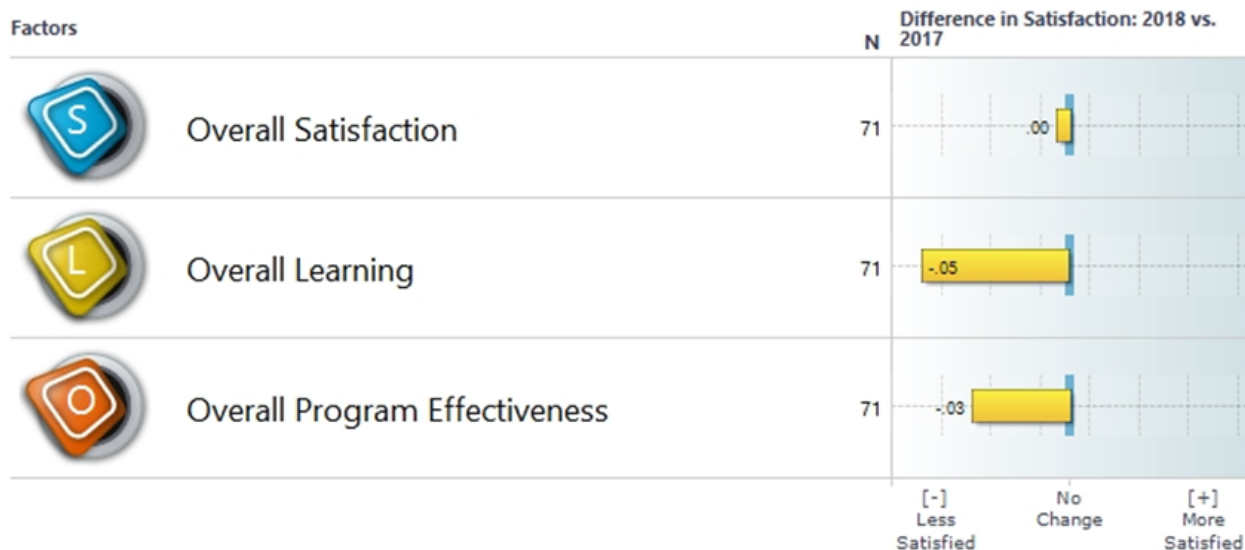 Factors
N
Difference in Satisfaction: 2018 vs.
2017
S
Overall Satisfaction
71
.00
L
Overall Learning
71
-.05
O
Overall Program Effectiveness
71
-.03
[-]
Less
Satisfied
No
Change
[+]
More
Satisfied